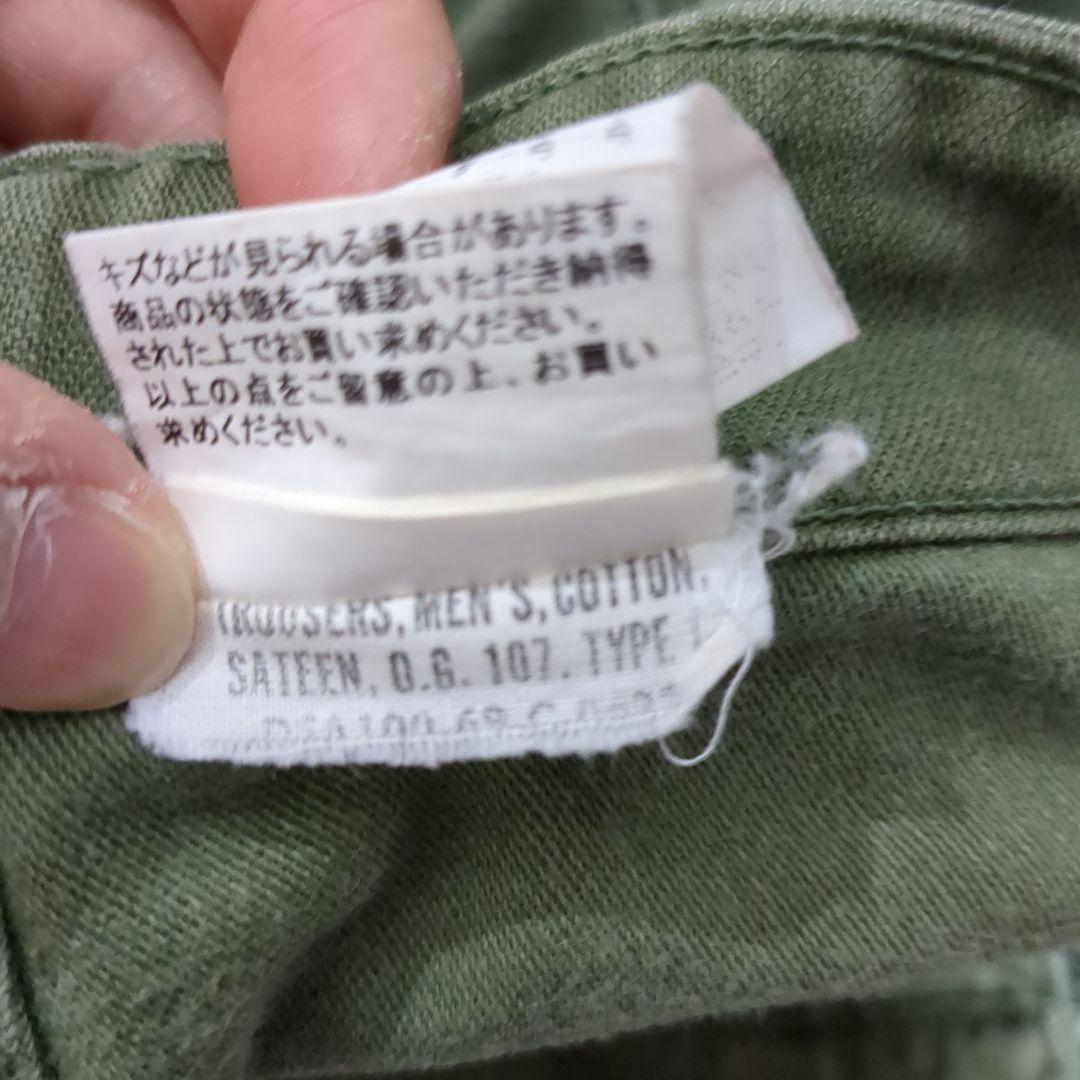 キズなどが見られる場合があります。
商品の状態をご確認いただき納得
された上でお買い求めください。
以上の点をご留意の上、お買い
求めください。
TROUSERS, MEN'S, COTTON,
SATEEN, O.G. 107. TYPE
DSA100-69-C-